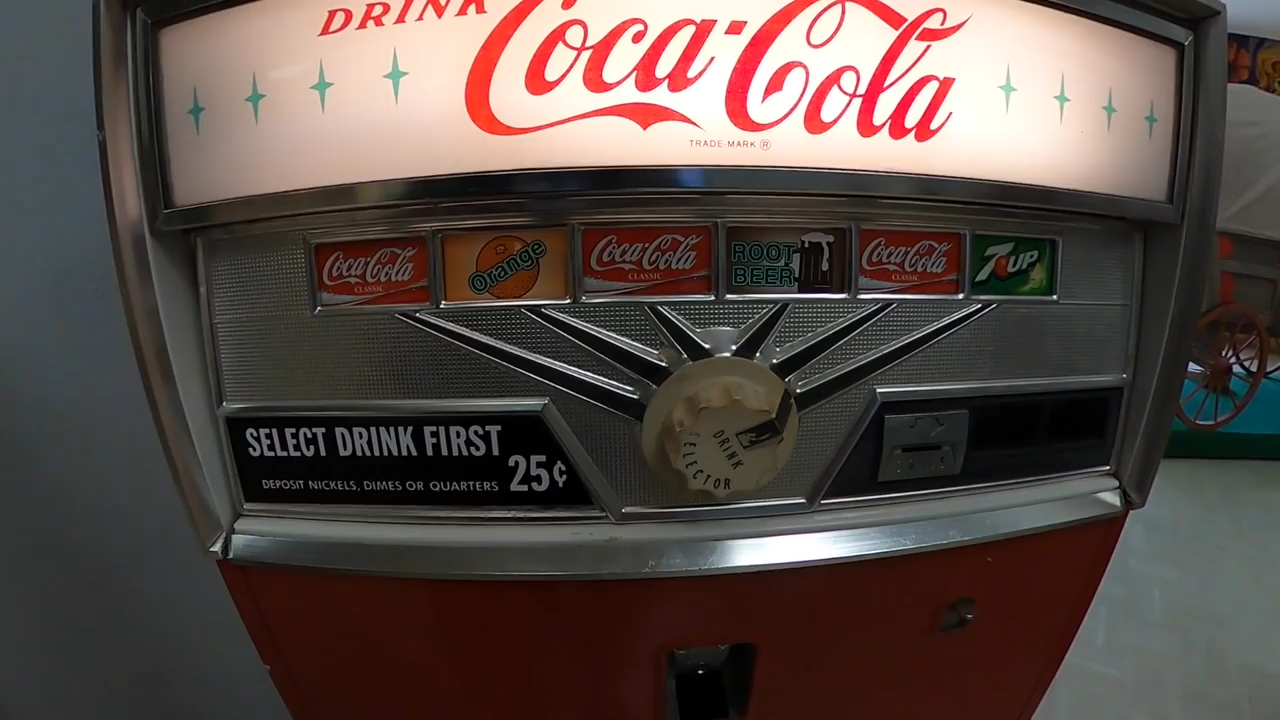 DRINK Coca-Cola
TRADE-MARK ®
Coca-Cola
CLASSIC
Orange
Coca-Cola
CLASSIC
ROOT
BEER
Coca-Cola
CLASSIC
7UP
SELECT DRINK FIRST
DEPOSIT NICKELS, DIMES OR QUARTERS 25¢
DRINK
SELECTOR